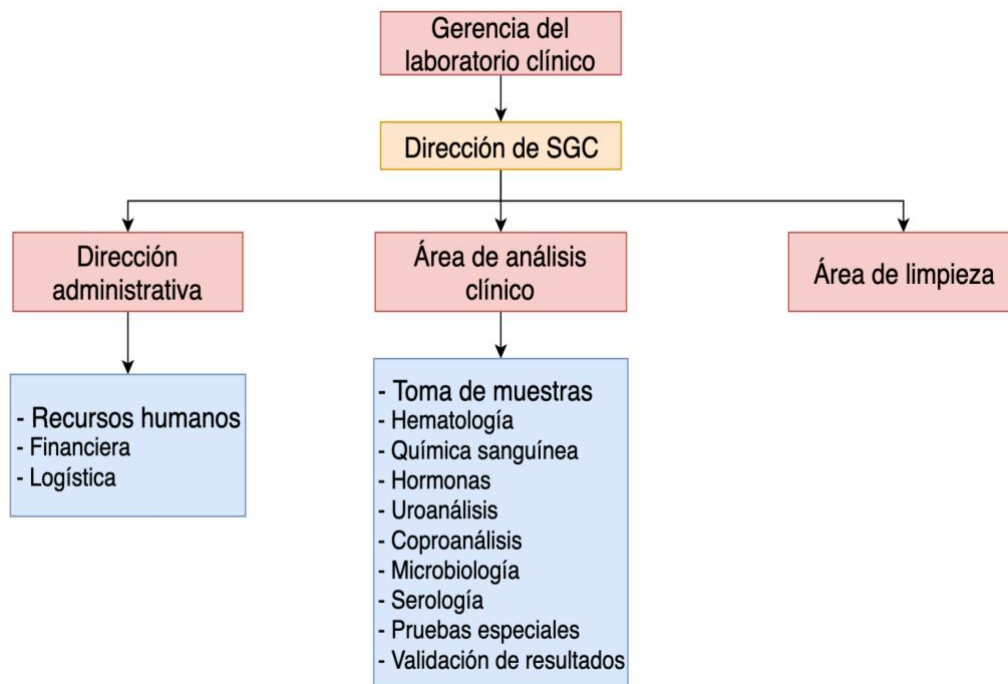 Gerencia del
laboratorio clínico
Dirección de SGC
Dirección
administrativa
Área de análisis
clínico
Área de limpieza
- Recursos humanos
- Financiera
- Logística
- Toma de muestras
- Hematología
- Química sanguínea
- Hormonas
- Uroanálisis
- Coproanálisis
- Microbiología
- Serología
- Pruebas especiales
- Validación de resultados